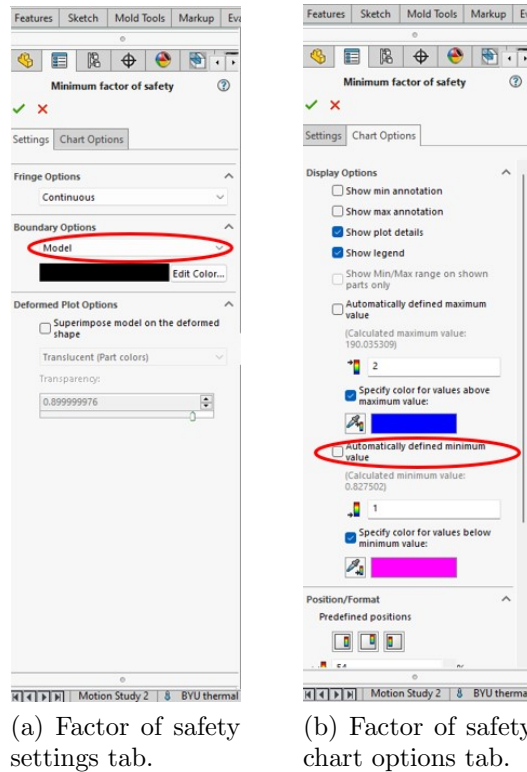 Features Sketch Mold Tools Markup
Minimum factor of safety
Settings Chart Options
Fringe Options
Continuous
Boundary Options
Model
Edit Color...
Deformed Plot Options
Superimpose model on the deformed
shape
Translucent (Part colors)
Transparency:
0.899999976
Motion Study 2 BYU thermal
(a) Factor of safety
settings tab.
Features Sketch Mold Tools Markup
Minimum factor of safety
Settings Chart Options
Display Options
Show min annotation
Show max annotation
Show plot details
Show legend
Show Min/Max range on shown
parts only
Automatically defined maximum
value
(Calculated maximum value:
190.035309)
2
Specify color for values above
maximum value:
Automatically defined minimum
value
(Calculated minimum value:
0.827502)
1
Specify color for values below
minimum value:
Position/Format
Predefined positions
Motion Study 2 BYU therma
(b) Factor of safety
chart options tab.